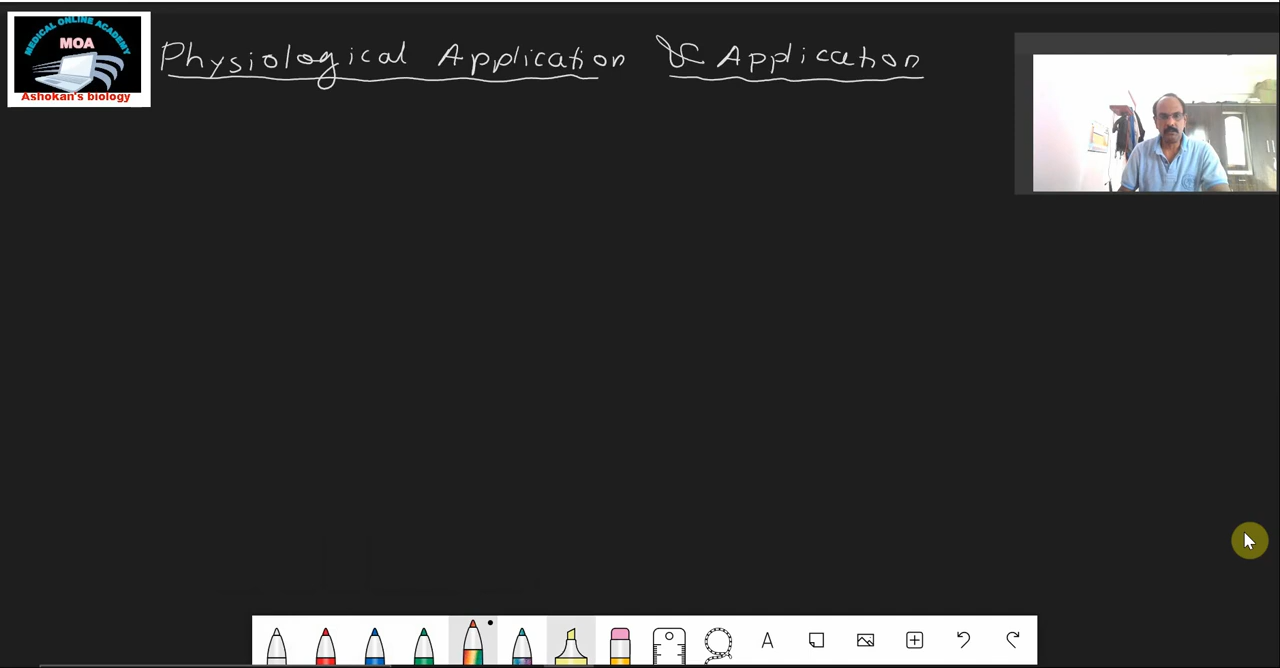 MEDICAL ONLINE ACADEMY
MOA
Ashokan's biology
Physiological Application & Application
A